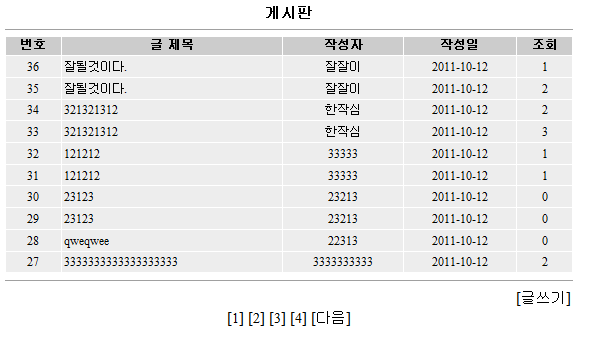 게시판
번호 글 제목 작성자 작성일 조회
36 잘될것이다. 잘잘이 2011-10-12 1
35 잘될것이다. 잘잘이 2011-10-12 2
34 321321312 한작심 2011-10-12 2
33 321321312 한작심 2011-10-12 3
32 121212 33333 2011-10-12 1
31 121212 33333 2011-10-12 1
30 23123 23213 2011-10-12 0
29 23123 23213 2011-10-12 0
28 qweqwee 22313 2011-10-12 0
27 3333333333333333333 3333333333 2011-10-12 2
[글쓰기]
[1] [2] [3] [4] [다음]